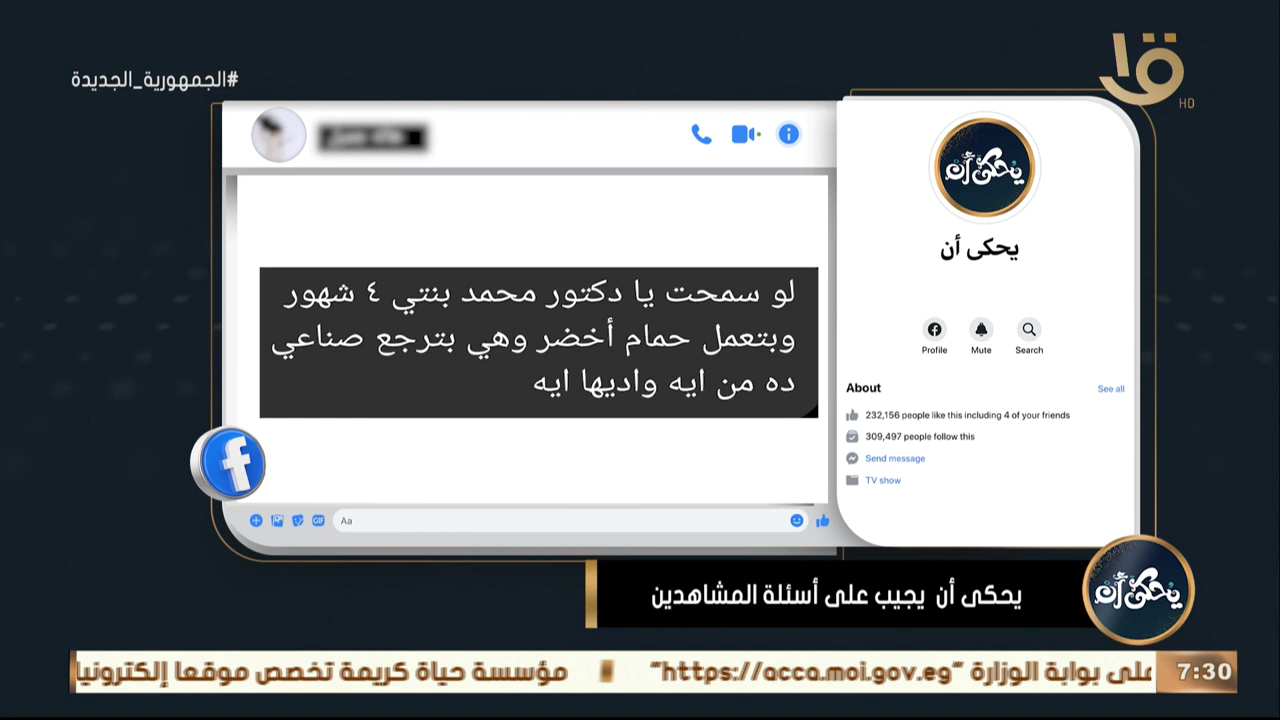 #الجمهورية_الجديدة
HD
يحكى أن
يحكى أن
Profile
Mute
Search
About
See all
232,156 people like this including 4 of your friends
309,497 people follow this
Send message
TV show
لو سمحت يا دكتور محمد بنتي ٤ شهور
وبتعمل حمام أخضر وهي بترجع صناعي
ده من ايه واديها ايه
GIF
Aa
يحكى أن يجيب على أسئلة المشاهدين
يحكى أن
على بوابة الوزارة "https://acca.moi.gov.eg" مؤسسة حياة كريمة تخصص موقعا إلكترونيا
7:30